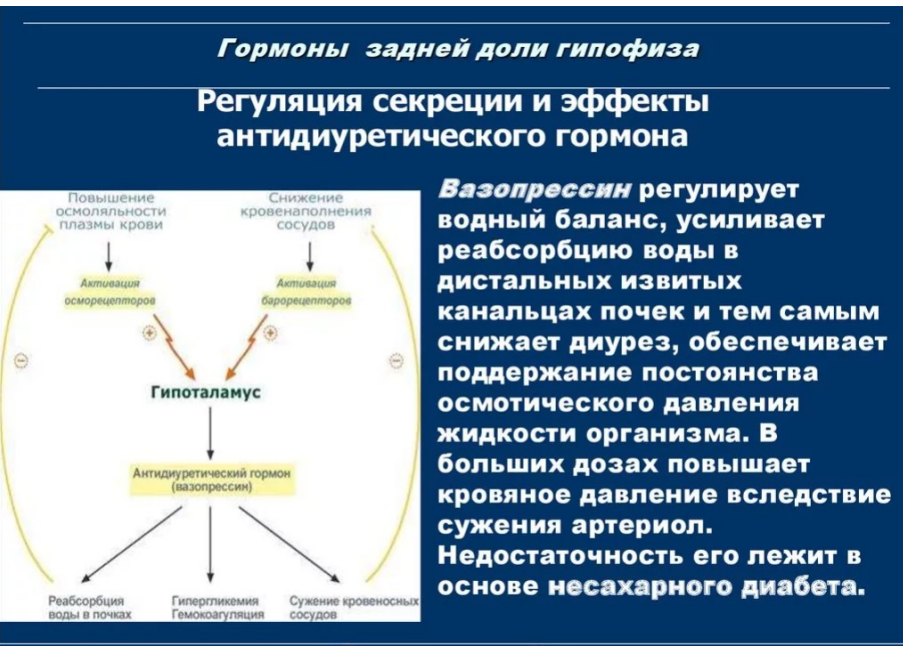 Гормоны задней доли гипофиза
Регуляция секреции и эффекты
антидиуретического гормона
Повышение
осмоляльности
плазмы крови
Снижение
кровенаполнения
сосудов
Активация
осморецепторов
Активация
барорецепторов
+
+
−
−
Гипоталамус
Антидиуретический гормон
(вазопрессин)
Реабсорбция
воды в почках
Гипергликемия
Гемокоагуляция
Сужение кровеносных
сосудов
Вазопрессин регулирует
водный баланс, усиливает
реабсорбцию воды в
дистальных извитых
канальцах почек и тем самым
снижает диурез, обеспечивает
поддержание постоянства
осмотического давления
жидкости организма. В
больших дозах повышает
кровяное давление вследствие
сужения артериол.
Недостаточность его лежит в
основе несахарного диабета.